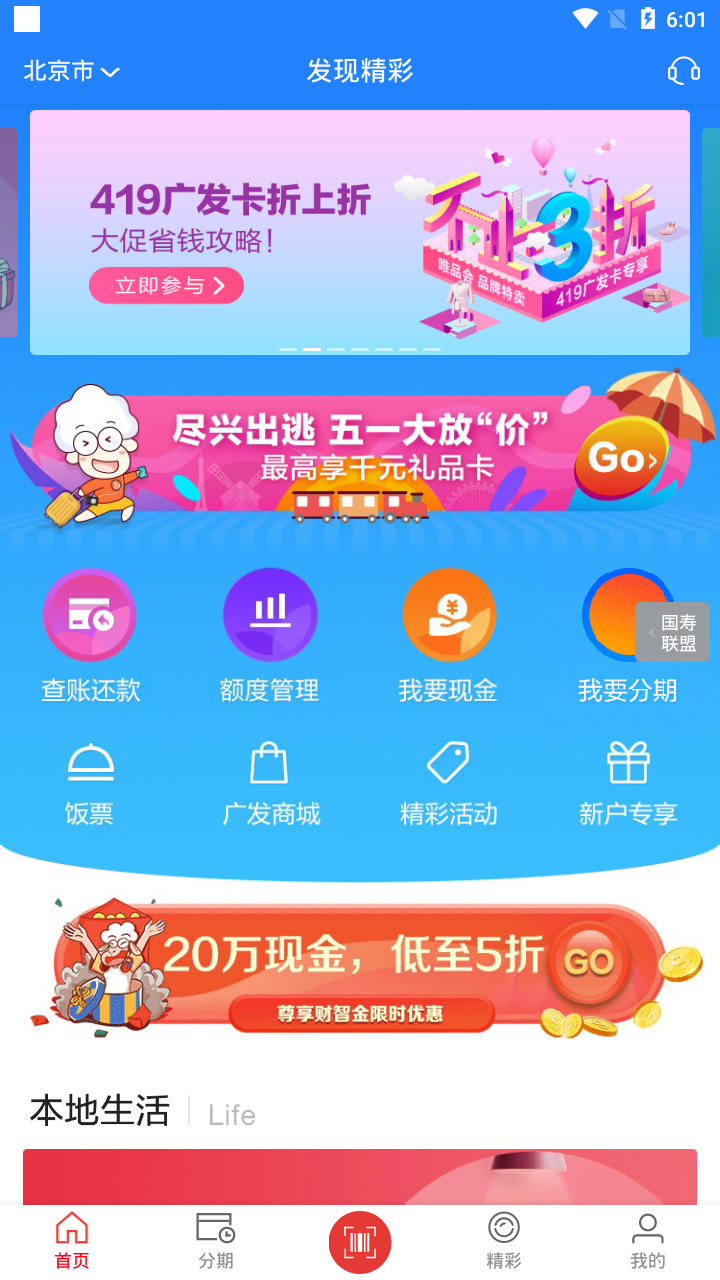 6:01
北京市
发现精彩
419广发卡折上折
大促省钱攻略！
立即参与
不止3折
唯品会 品牌特卖
419广发卡专享
尽兴出逃 五一大放“价”
最高享千元礼品卡
Go
查账还款
额度管理
我要现金
我要分期
国寿
联盟
饭票
广发商城
精彩活动
新户专享
20万现金，低至5折
GO
尊享财智金限时优惠
本地生活
Life
首页
分期
精彩
我的